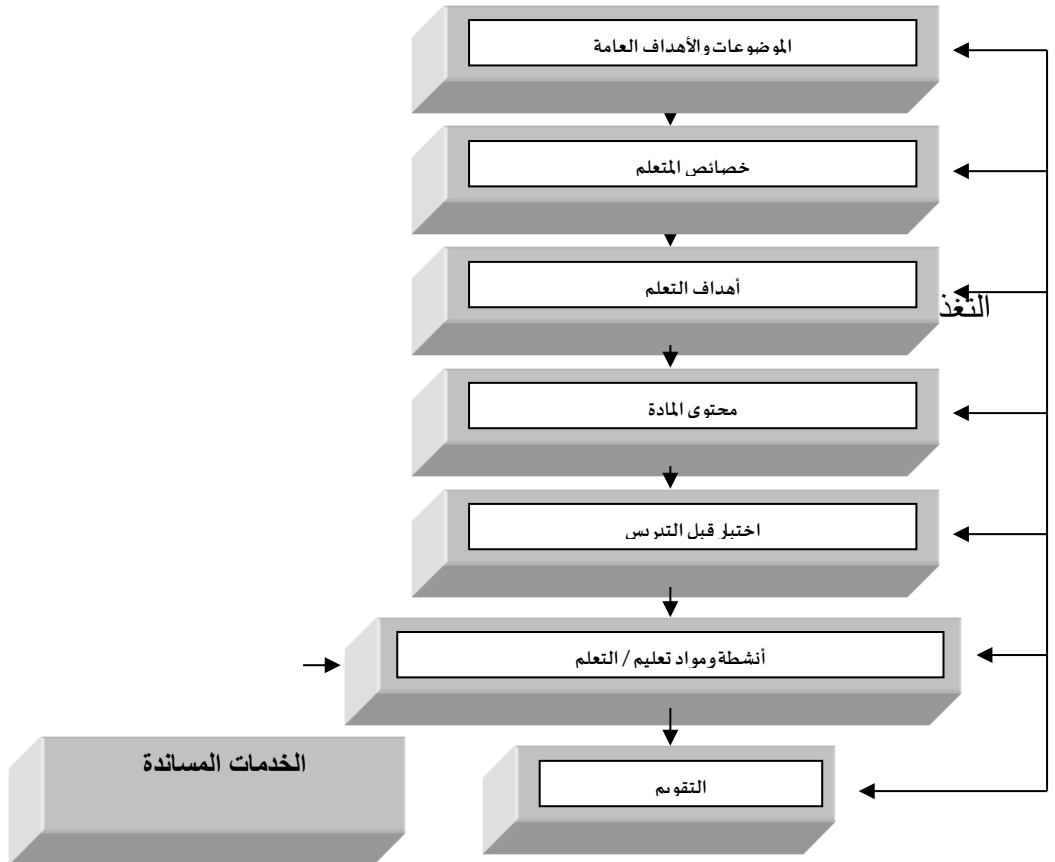 الموضوعات والأهداف العامة
خصائص المتعلم
أهداف التعلم
التغذ
محتوى المادة
اختبار قبل التدريس
أنشطة ومواد تعليم / التعلم
الخدمات المساندة
التقويم